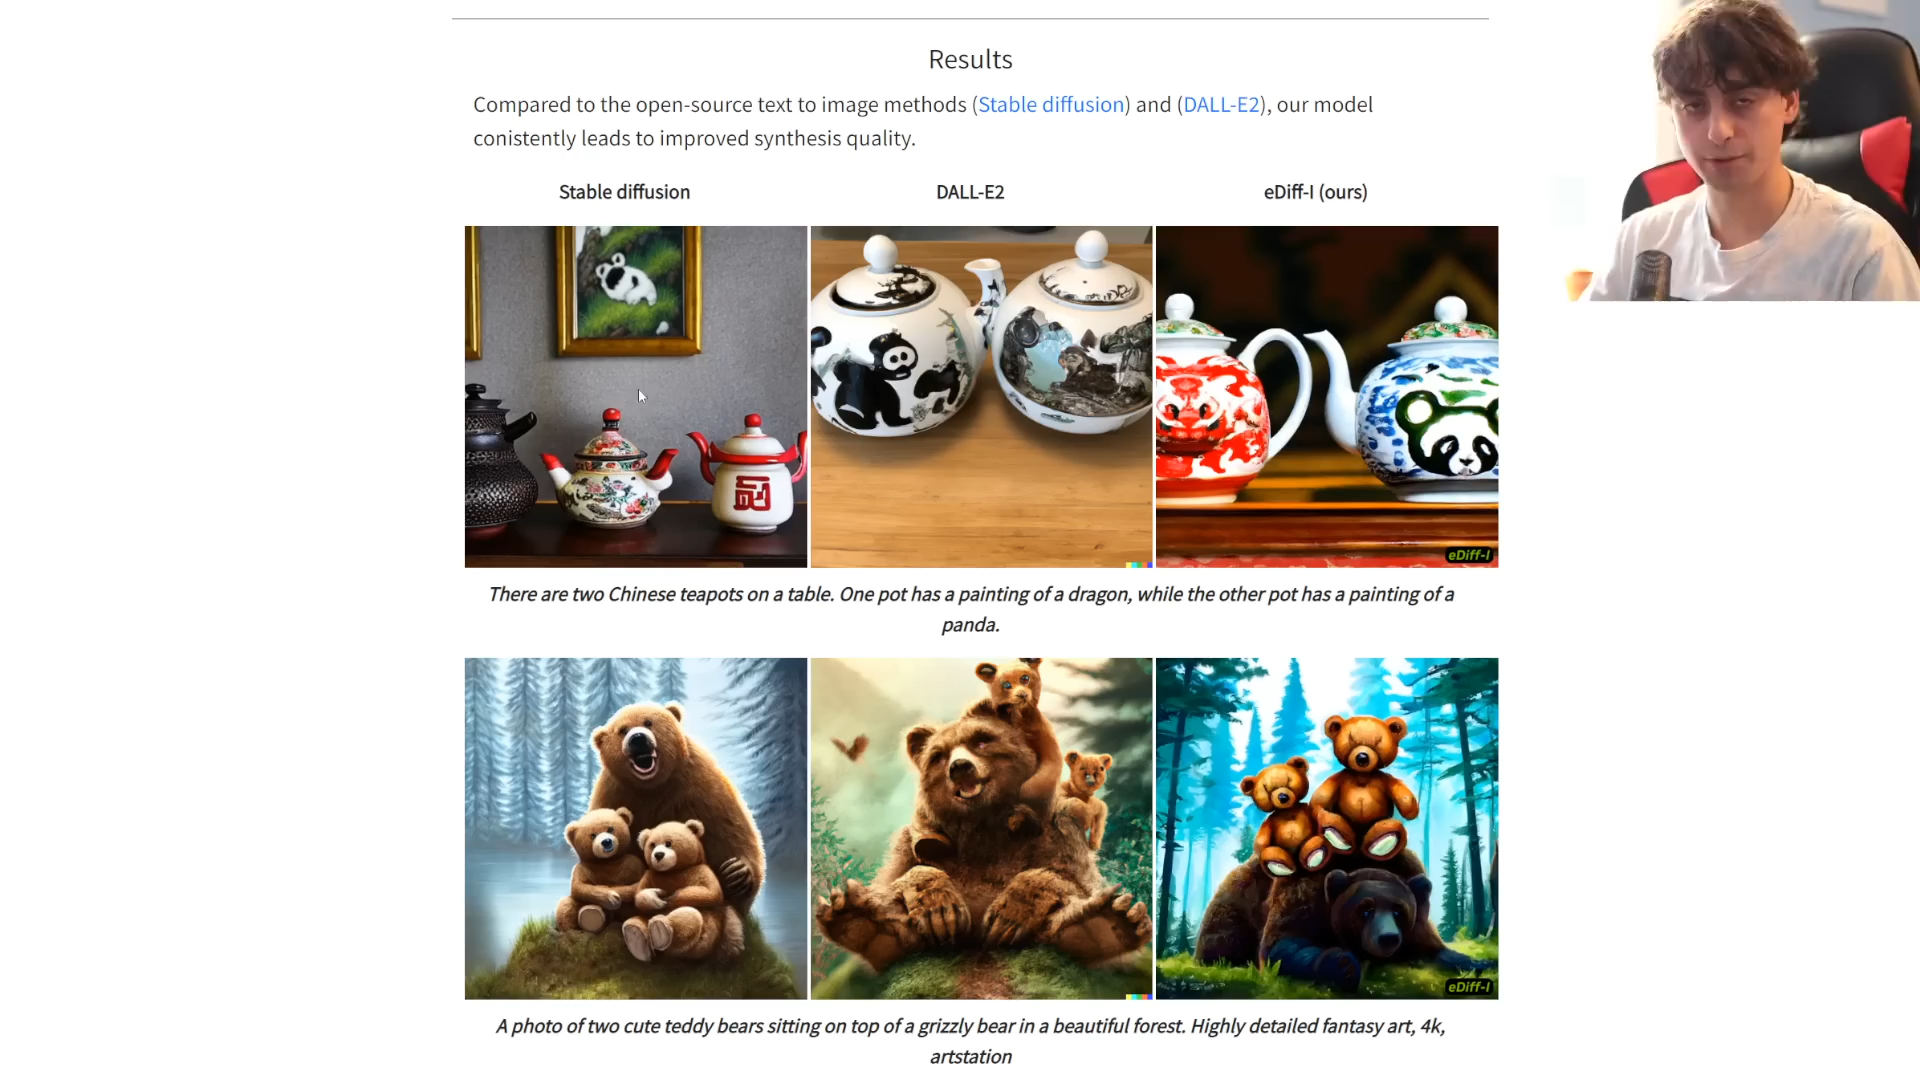 Results
Compared to the open-source text to image methods (Stable diffusion) and (DALL-E2), our model
conistently leads to improved synthesis quality.
Stable diffusion
DALL-E2
eDiff-I (ours)
eDiff-I
There are two Chinese teapots on a table. One pot has a painting of a dragon, while the other pot has a painting of a
panda.
eDiff-I
A photo of two cute teddy bears sitting on top of a grizzly bear in a beautiful forest. Highly detailed fantasy art, 4k,
artstation